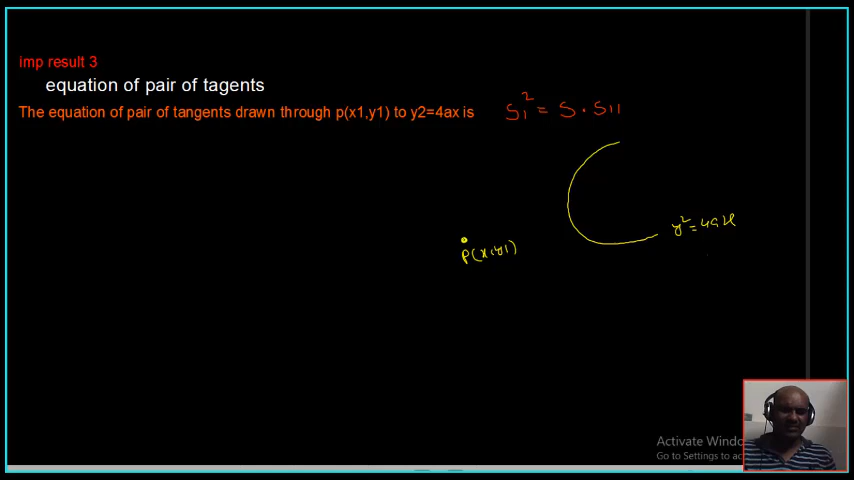 imp result 3
equation of pair of tagents
The equation of pair of tangents drawn through p(x1,y1) to y2=4ax is S1² = S · S11
y² = 4ax
P(x1,y1)
Activate Windo
Go to Settings to ac